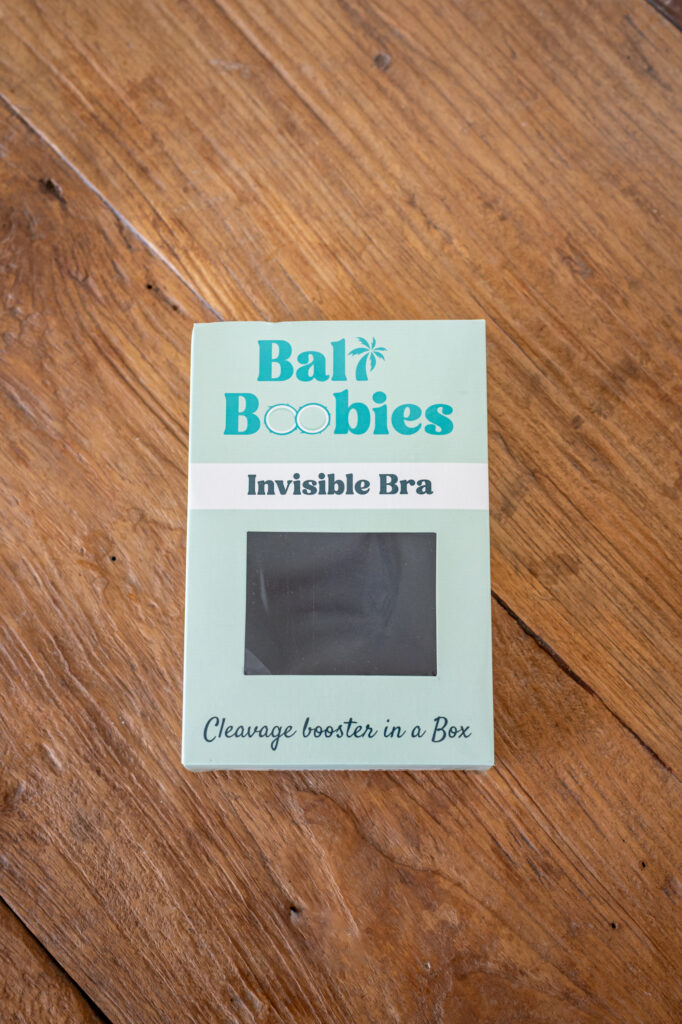 Bali
Boobies
Invisible Bra
Cleavage booster in a Box